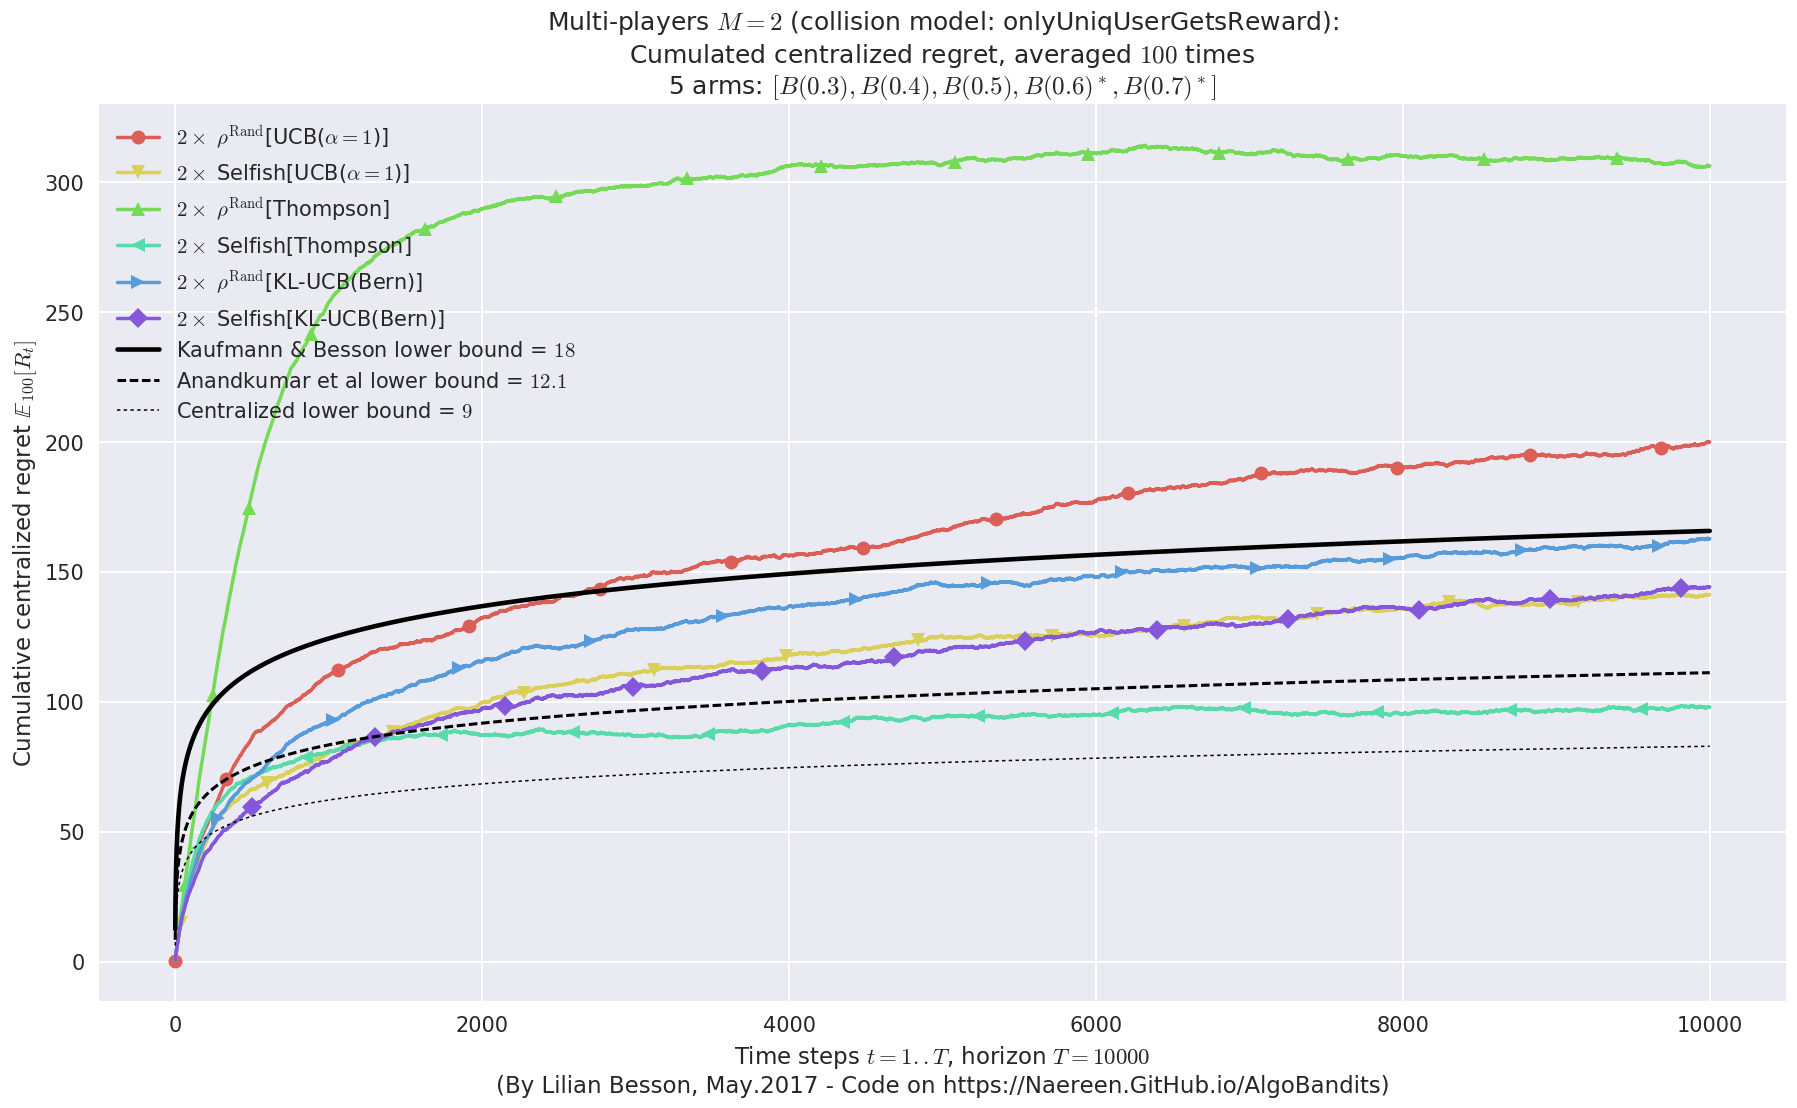 Multi-players M = 2 (collision model: onlyUniqUserGetsReward):
Cumulated centralized regret, averaged 100 times
5 arms: [B(0.3), B(0.4), B(0.5), B(0.6)*, B(0.7)*]
2× ρ^Rand[UCB(α = 1)]
2× Selfish[UCB(α = 1)]
2× ρ^Rand[Thompson]
2× Selfish[Thompson]
2× ρ^Rand[KL-UCB(Bern)]
2× Selfish[KL-UCB(Bern)]
Kaufmann & Besson lower bound = 18
Anandkumar et al lower bound = 12.1
Centralized lower bound = 9
Cumulative centralized regret 𝔼₁₀₀[R_t]
300
250
200
150
100
50
0
0 2000 4000 6000 8000 10000
Time steps t = 1..T, horizon T = 10000
(By Lilian Besson, May.2017 - Code on https://Naereen.GitHub.io/AlgoBandits)